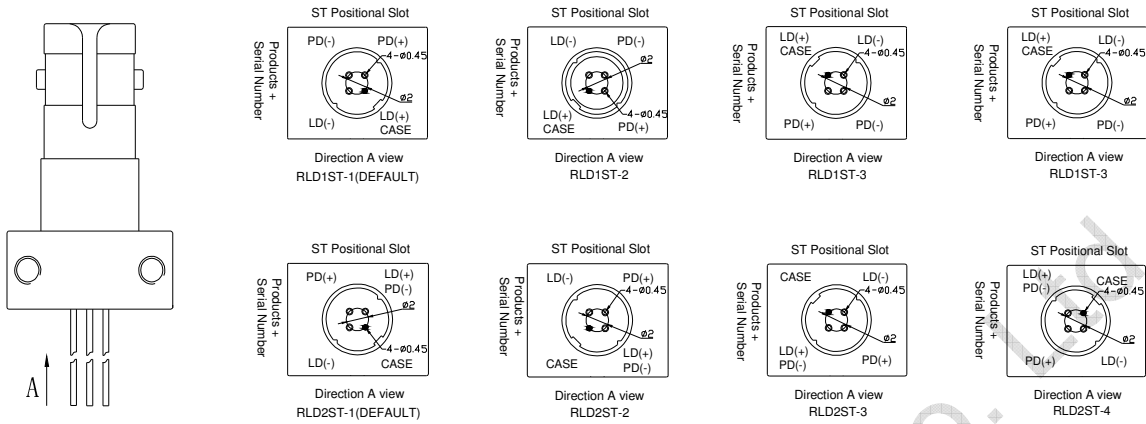 ST Positional Slot
Products +
Serial Number
PD(-)
PD(+)
4-ø0.45
ø2
LD(-)
LD(+)
CASE
Direction A view
RLD1ST-1(DEFAULT)
ST Positional Slot
Products +
Serial Number
LD(-)
PD(-)
ø2
4-ø0.45
LD(+)
CASE
PD(+)
Direction A view
RLD1ST-2
ST Positional Slot
Products +
Serial Number
LD(+)
CASE
LD(-)
4-ø0.45
ø2
PD(+)
PD(-)
Direction A view
RLD1ST-3
ST Positional Slot
Products +
Serial Number
LD(+)
CASE
LD(-)
4-ø0.45
ø2
PD(+)
PD(-)
Direction A view
RLD1ST-3
A
ST Positional Slot
Products +
Serial Number
PD(+)
LD(+)
PD(-)
ø2
4-ø0.45
LD(-)
CASE
Direction A view
RLD2ST-1(DEFAULT)
ST Positional Slot
Products +
Serial Number
LD(-)
PD(+)
4-ø0.45
ø2
CASE
LD(+)
PD(-)
Direction A view
RLD2ST-2
ST Positional Slot
Products +
Serial Number
CASE
LD(-)
4-ø0.45
ø2
LD(+)
PD(-)
PD(+)
Direction A view
RLD2ST-3
ST Positional Slot
Products +
Serial Number
LD(+)
PD(-)
CASE
4-ø0.45
ø2
PD(+)
LD(-)
Direction A view
RLD2ST-4
Ltd